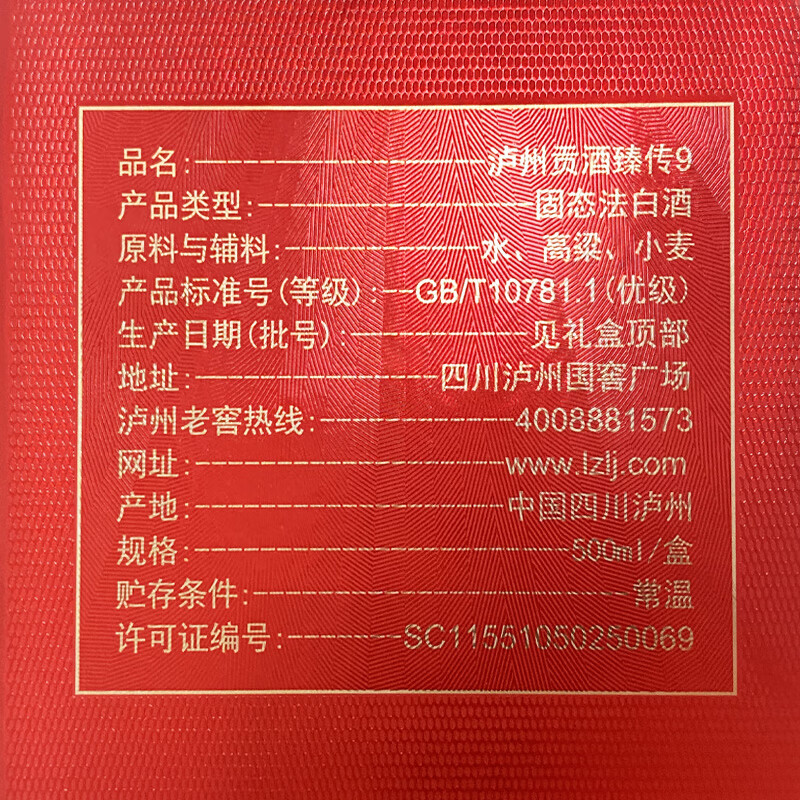 品名:-------------------泸州贡酒臻传9
产品类型:------------------固态法白酒
原料与辅料:-------------水、高粱、小麦
产品标准号(等级):--GB/T10781.1(优级)
生产日期(批号):------------见礼盒顶部
地址:----------------四川泸州国窖广场
泸州老窖热线:-------------4008881573
网址:--------------------www.lzlj.com
产地:---------------------中国四川泸州
规格:-------------------------500ml/盒
贮存条件:-------------------------常温
许可证编号:--------SC11551050250069